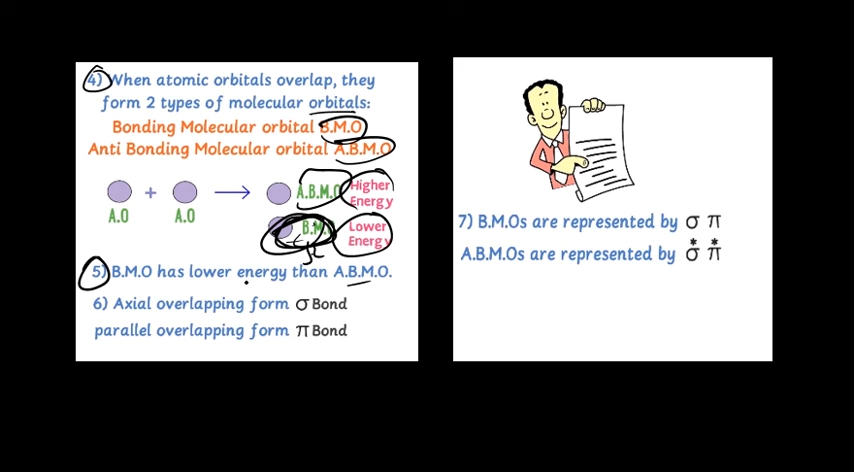 4) When atomic orbitals overlap, they
form 2 types of molecular orbitals:
Bonding Molecular orbital B.M.O
Anti Bonding Molecular orbital A.B.M.O
+ A.B.M.O Higher
Energy
A.O A.O
B.M.O Lower
Energy
5) B.M.O has lower energy than A.B.M.O.
6) Axial overlapping form σ Bond
parallel overlapping form π Bond
7) B.M.Os are represented by σ π
A.B.M.Os are represented by σ* π*